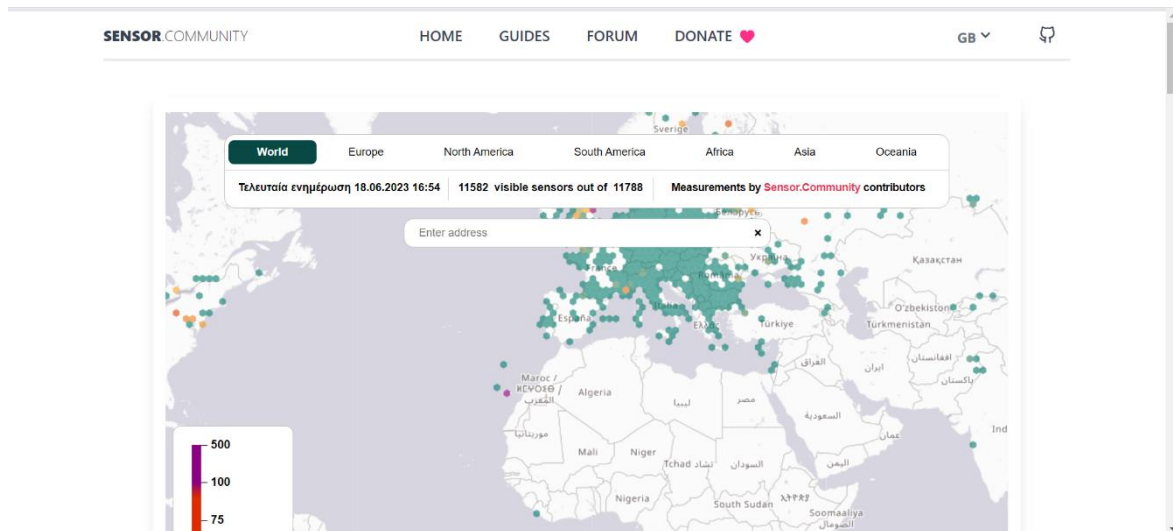 SENSOR.COMMUNITY HOME GUIDES FORUM DONATE GB
Sverige
World Europe North America South America Africa Asia Oceania
Τελευταία ενημέρωση 18.06.2023 16:54 11582 visible sensors out of 11788 Measurements by Sensor.Community contributors
Беларусь
Enter address ×
Україна
Қазақстан
France
România
Italia
O'zbekiston
España
Ελλάς
Türkiye
Türkmenistan
افغانستان
العراق
ایران
پاکستان
Maroc /
ⵍⵎⵖⵔⵉⴱ /
المغرب
Algeria
ليبيا
مصر
السعودية
عمان
Ind
موريتانيا
500
Mali
Niger
Tchad تشاد
السودان
اليمن
100
Nigeria
South Sudan
Soomaaliya
الصومال
75